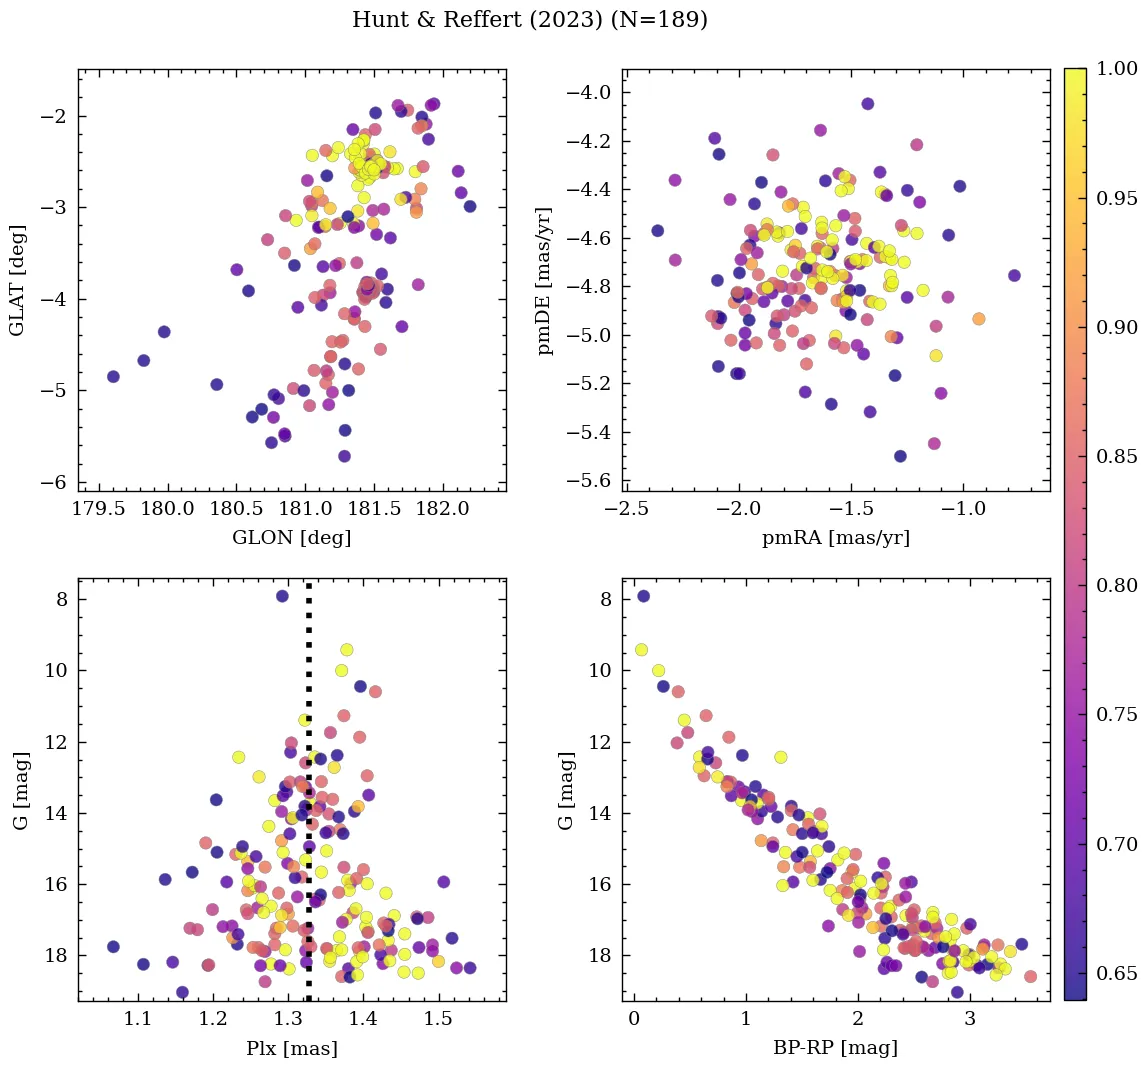 Hunt & Reffert (2023) (N=189)
−2
−3
−4
−5
−6
GLAT [deg]
179.5 180.0 180.5 181.0 181.5 182.0
GLON [deg]
−4.0
−4.2
−4.4
−4.6
−4.8
−5.0
−5.2
−5.4
−5.6
pmDE [mas/yr]
−2.5 −2.0 −1.5 −1.0
pmRA [mas/yr]
1.00
0.95
0.90
0.85
0.80
0.75
0.70
0.65
8
10
12
14
16
18
G [mag]
1.1 1.2 1.3 1.4 1.5
Plx [mas]
8
10
12
14
16
18
G [mag]
0 1 2 3
BP-RP [mag]